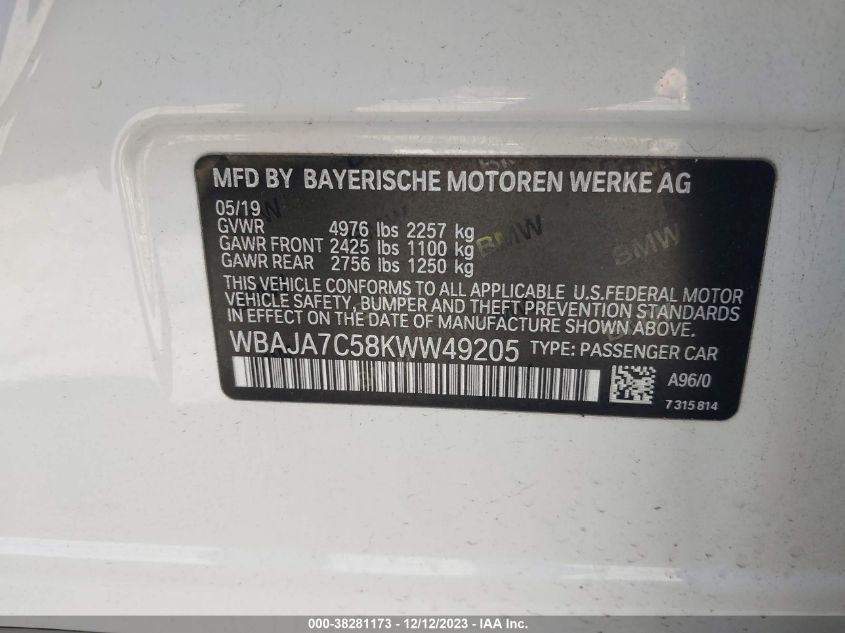 MFD BY BAYERISCHE MOTOREN WERKE AG
05/19
GVWR 4976 lbs 2257 kg
GAWR FRONT 2425 lbs 1100 kg
GAWR REAR 2756 lbs 1250 kg
BMW BMW
THIS VEHICLE CONFORMS TO ALL APPLICABLE U.S.FEDERAL MOTOR
VEHICLE SAFETY, BUMPER AND THEFT PREVENTION STANDARDS
IN EFFECT ON THE DATE OF MANUFACTURE SHOWN ABOVE.
WBAJA7C58KWW49205 TYPE: PASSENGER CAR
A96/0
7 315 814
000-38281173 - 12/12/2023 - IAA Inc.